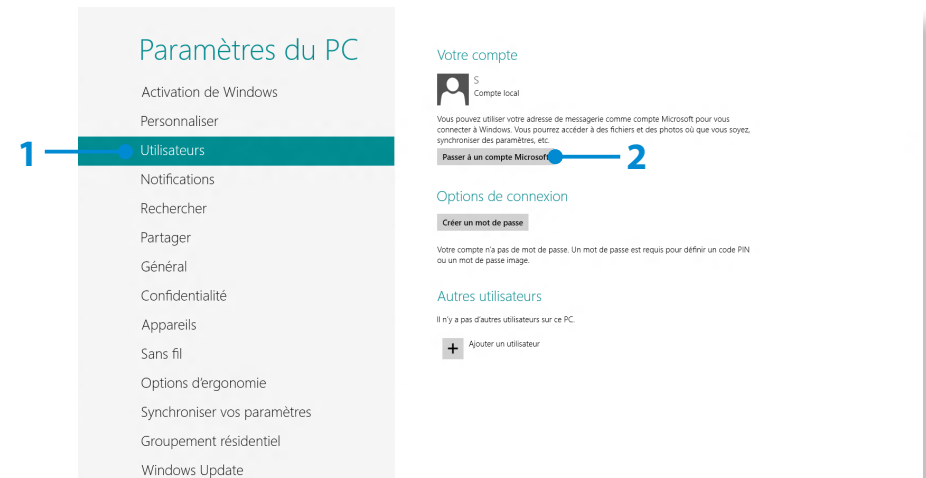 Paramètres du PC
Activation de Windows
Personnaliser
1
Utilisateurs
Notifications
Rechercher
Partager
Général
Confidentialité
Appareils
Sans fil
Options d'ergonomie
Synchroniser vos paramètres
Groupement résidentiel
Windows Update
Votre compte
S
Compte local
Vous pouvez utiliser votre adresse de messagerie comme compte Microsoft pour vous
connecter à Windows. Vous pourrez accéder à des fichiers et des photos où que vous soyez,
synchroniser des paramètres, etc.
Passer à un compte Microsoft
2
Options de connexion
Créer un mot de passe
Votre compte n'a pas de mot de passe. Un mot de passe est requis pour définir un code PIN
ou un mot de passe image.
Autres utilisateurs
Il n'y a pas d'autres utilisateurs sur ce PC.
+ Ajouter un utilisateur